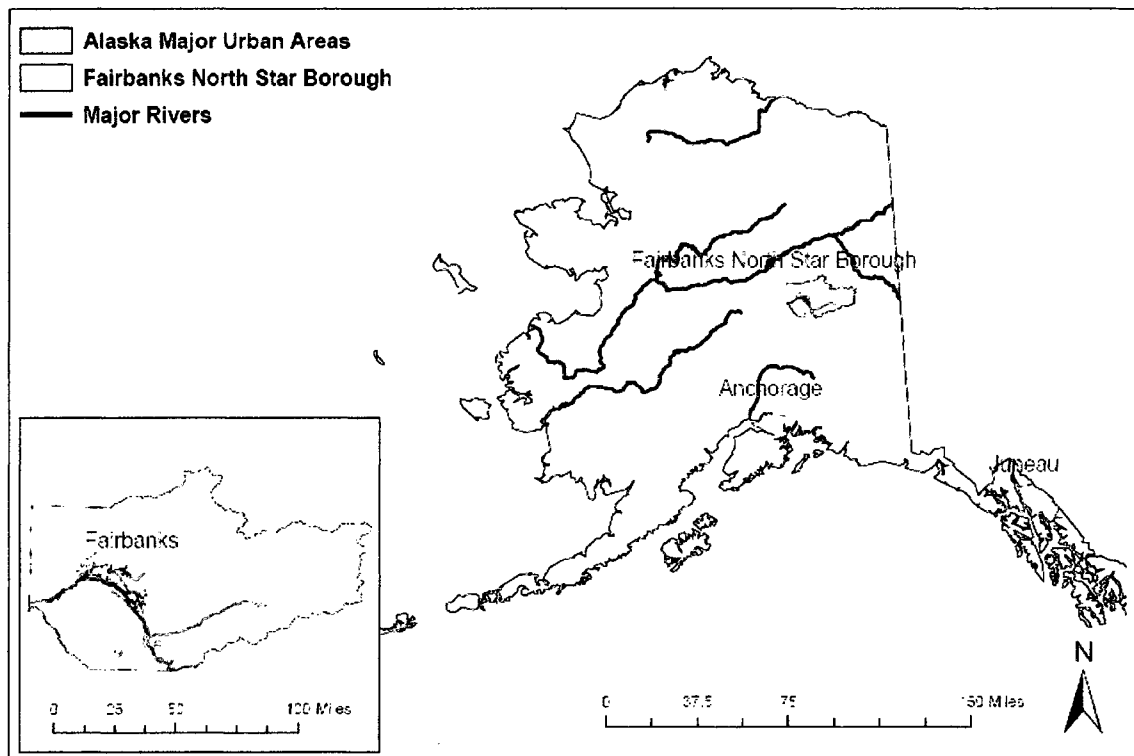 Alaska Major Urban Areas
Fairbanks North Star Borough
Major Rivers
Fairbanks North Star Borough
Anchorage
Juneau
Fairbanks
0 25 50 100 Miles
0 37.5 75 150 Miles
N